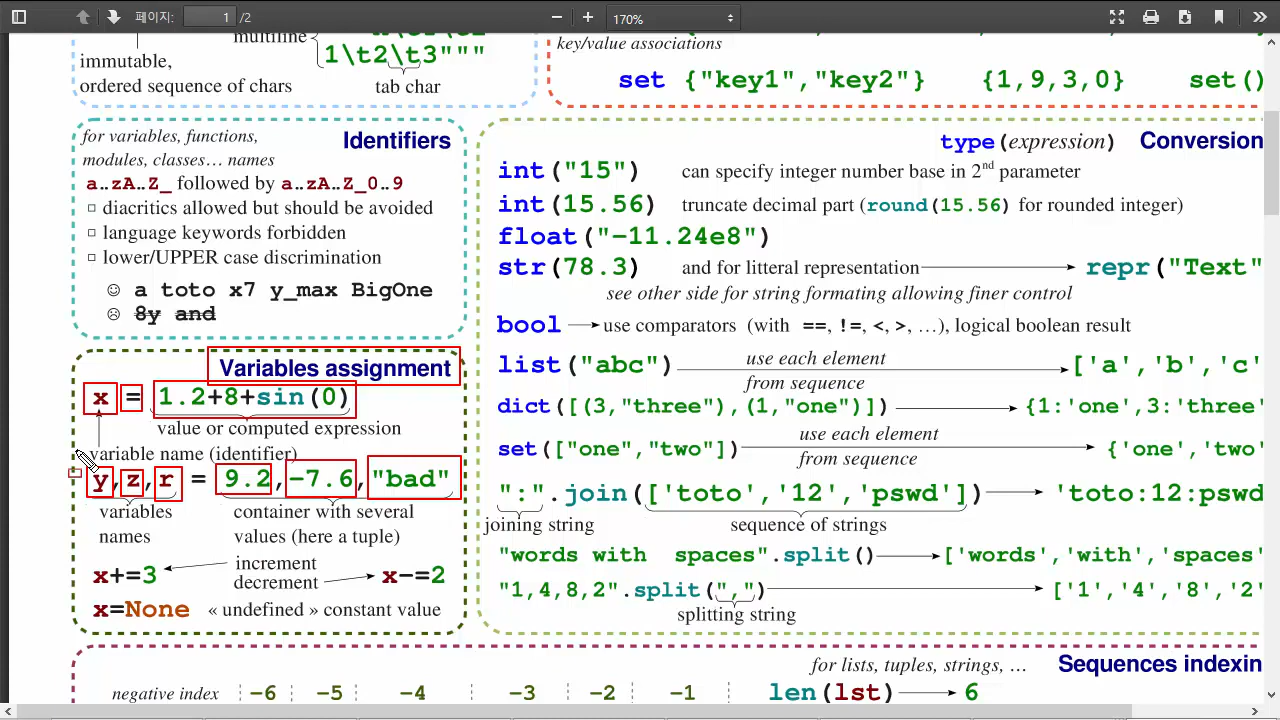 페이지: 1 /2
170%
multiline
1\t2\t3"""
immutable,
ordered sequence of chars
tab char
key/value associations
set {"key1","key2"} {1,9,3,0} set()
Identifiers
for variables, functions,
modules, classes… names
a..zA..Z_ followed by a..zA..Z_0..9
diacritics allowed but should be avoided
language keywords forbidden
lower/UPPER case discrimination
☺ a toto x7 y_max BigOne
☹ 8y and
Variables assignment
x = 1.2+8+sin(0)
value or computed expression
variable name (identifier)
y,z,r = 9.2,-7.6,"bad"
variables
names
container with several
values (here a tuple)
x+=3
increment
decrement
x-=2
x=None « undefined » constant value
type(expression) Conversion
int("15") can specify integer number base in 2nd parameter
int(15.56) truncate decimal part (round(15.56) for rounded integer)
float("-11.24e8")
str(78.3) and for litteral representation repr("Text"
see other side for string formating allowing finer control
bool use comparators (with ==, !=, <, >, …), logical boolean result
list("abc") use each element
from sequence
['a','b','c'
dict([(3,"three"),(1,"one")]) {1:'one',3:'three'
set(["one","two"]) use each element
from sequence
{'one','two'
":".join(['toto','12','pswd']) 'toto:12:pswd
joining string
sequence of strings
"words with  spaces".split() ['words','with','spaces'
"1,4,8,2".split(",") ['1','4','8','2'
splitting string
for lists, tuples, strings, … Sequences indexin
negative index -6 -5 -4 -3 -2 -1 len(lst) 6